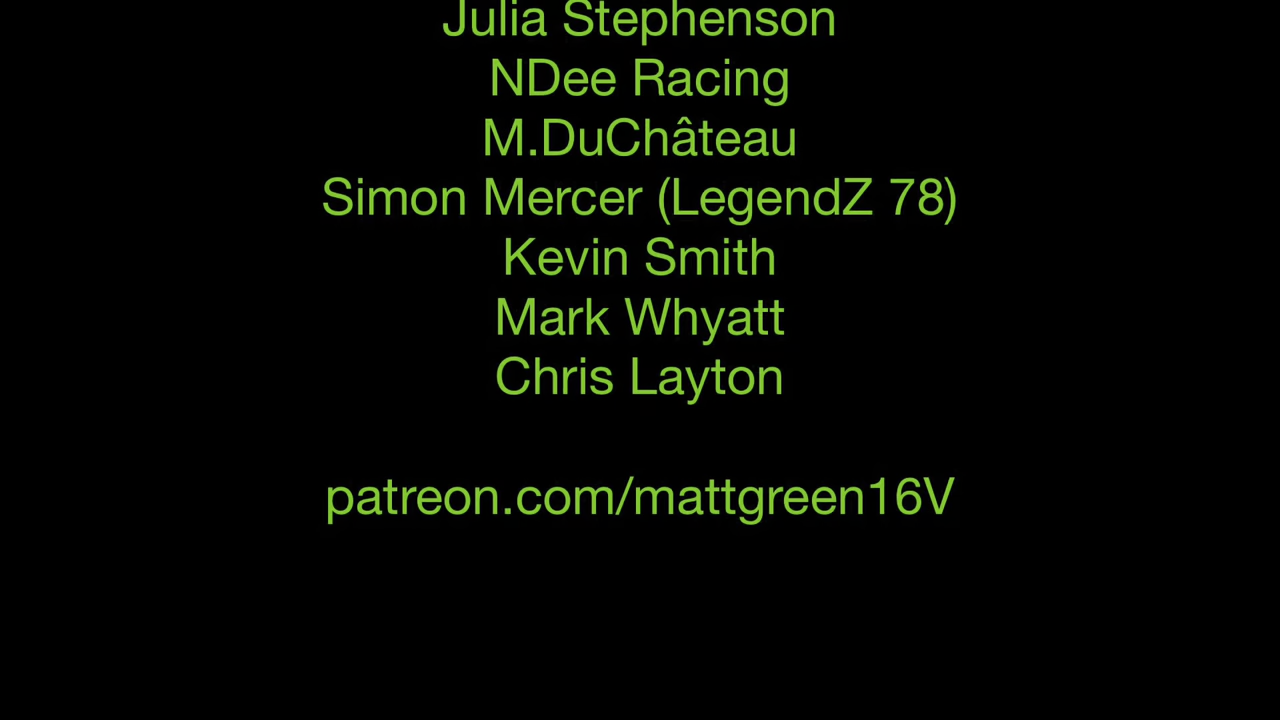 Julia Stephenson
NDee Racing
M.DuChâteau
Simon Mercer (LegendZ 78)
Kevin Smith
Mark Whyatt
Chris Layton
patreon.com/mattgreen16V